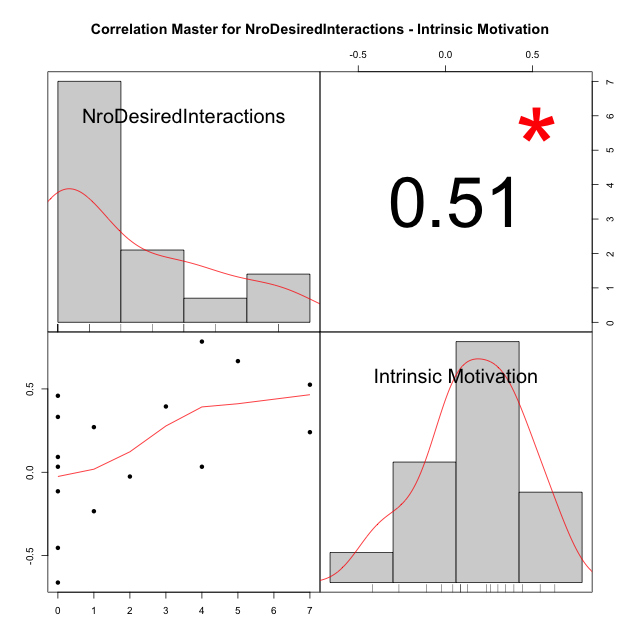 Correlation Master for NroDesiredInteractions - Intrinsic Motivation
-0.5 0.0 0.5
NroDesiredInteractions
*
0.51
7
6
5
4
3
2
1
0
Intrinsic Motivation
0.5
0.0
-0.5
0 1 2 3 4 5 6 7